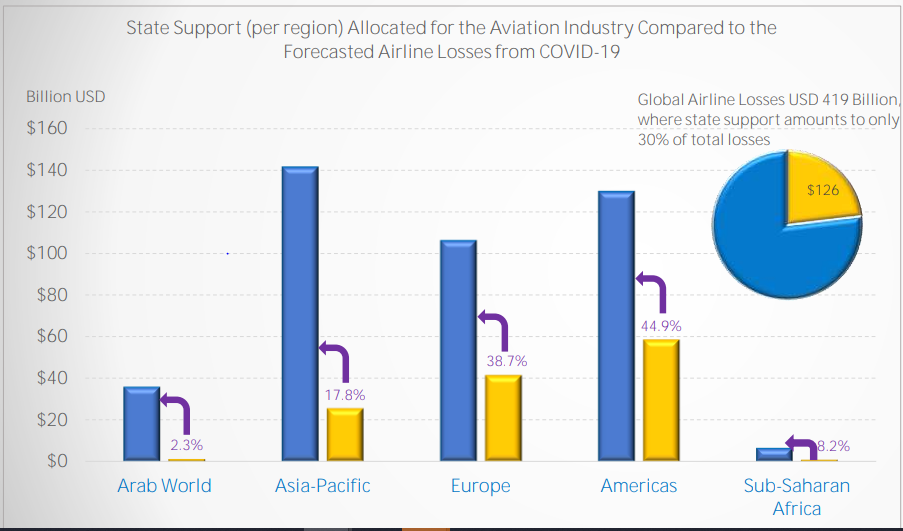 State Support (per region) Allocated for the Aviation Industry Compared to the
Forecasted Airline Losses from COVID-19
Billion USD
Global Airline Losses USD 419 Billion,
where state support amounts to only
30% of total losses
$126
$160
$140
$120
$100
$80
$60
$40
$20
$0
2.3%
17.8%
38.7%
44.9%
8.2%
Arab World
Asia-Pacific
Europe
Americas
Sub-Saharan
Africa